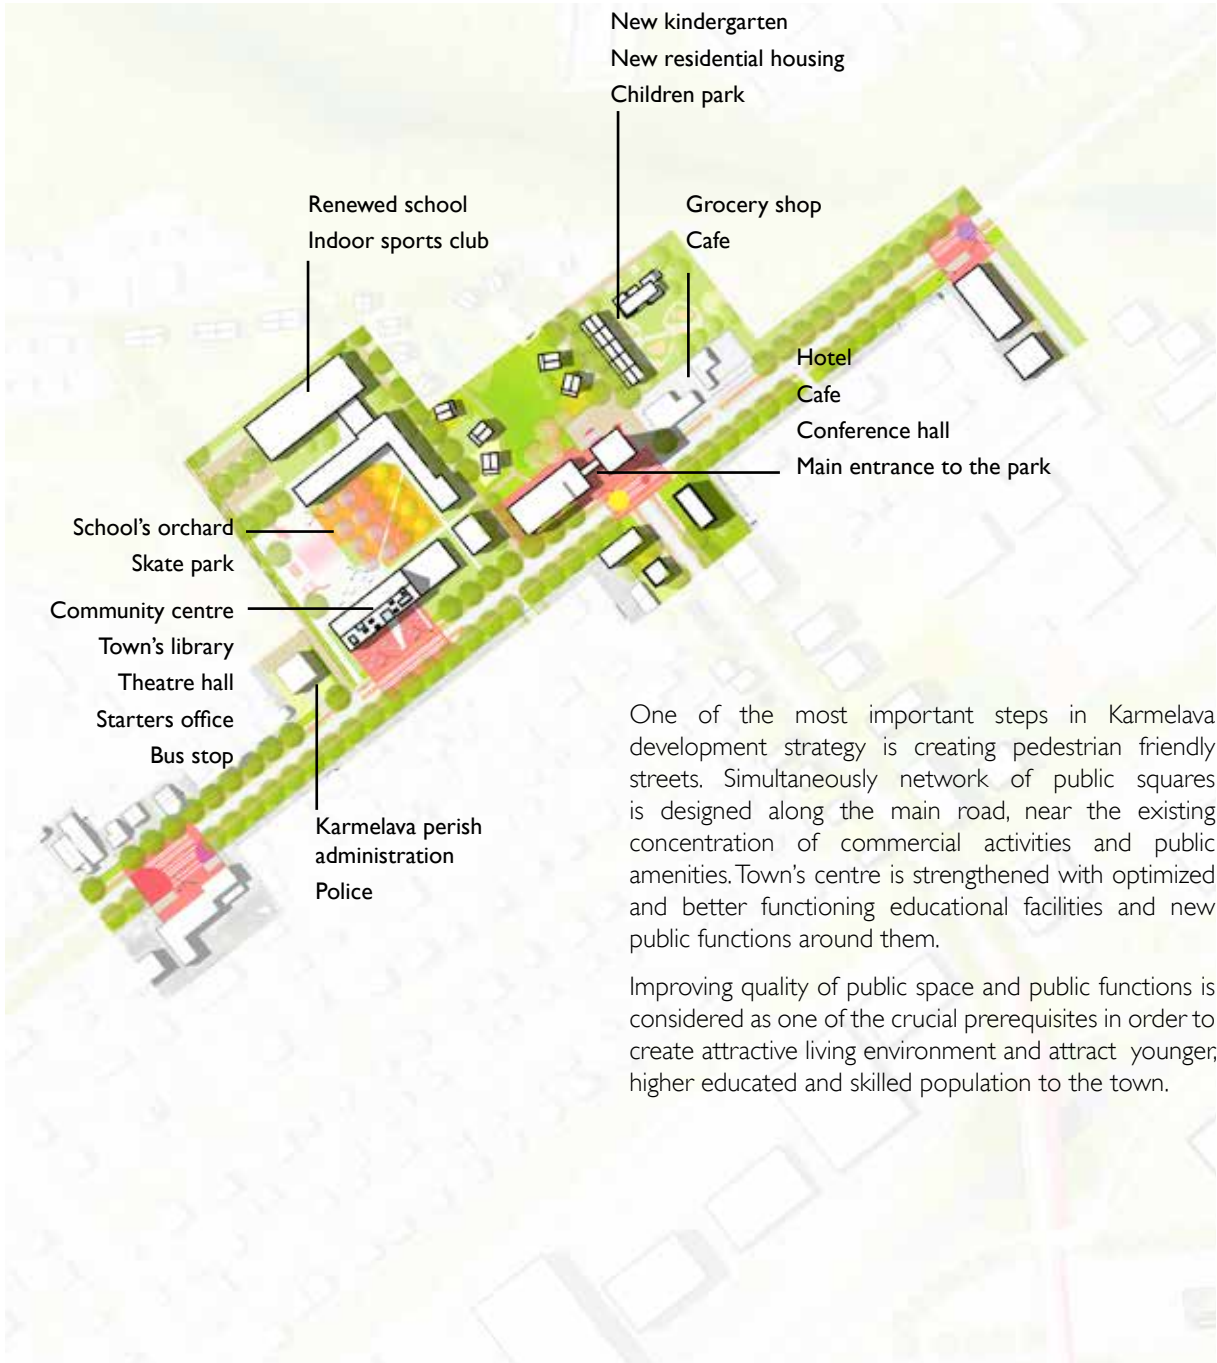 New kindergarten
New residential housing
Children park
Renewed school
Indoor sports club
Grocery shop
Cafe
Hotel
Cafe
Conference hall
Main entrance to the park
School's orchard
Skate park
Community centre
Town's library
Theatre hall
Starters office
Bus stop
Karmelava perish
administration
Police
One of the most important steps in Karmelava
development strategy is creating pedestrian friendly
streets. Simultaneously network of public squares
is designed along the main road, near the existing
concentration of commercial activities and public
amenities. Town's centre is strengthened with optimized
and better functioning educational facilities and new
public functions around them.
Improving quality of public space and public functions is
considered as one of the crucial prerequisites in order to
create attractive living environment and attract younger,
higher educated and skilled population to the town.